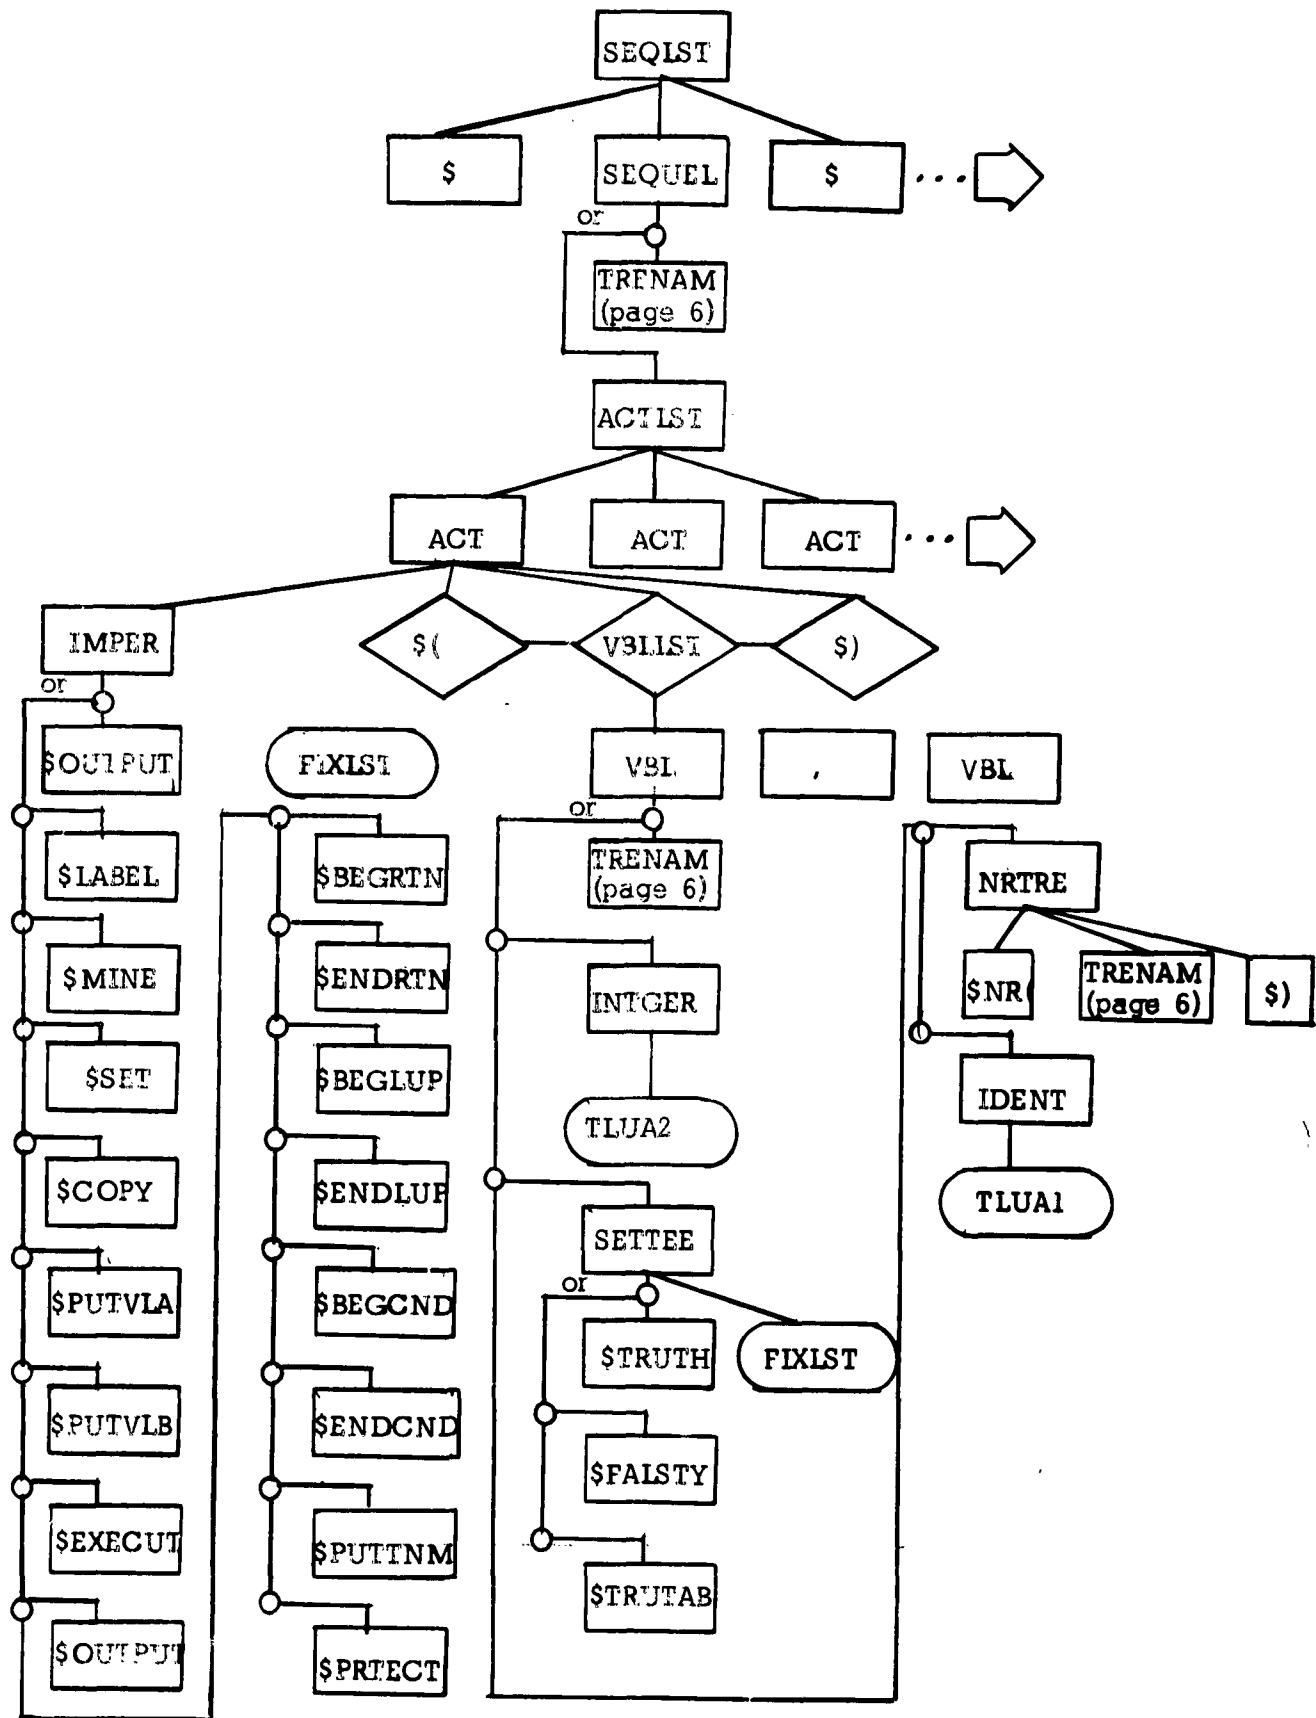 SEQLST
$ SEQUEL $ ...
or
TRENAM
(page 6)
ACTLST
ACT ACT ACT ...
IMPER $( VBLLST $)
or
$OUTPUT
$LABEL
$MINE
$SET
$COPY
$PUTVLA
$PUTVLB
$EXECUT
$OUTPUT
FIXLST
$BEGRTN
$ENDRTN
$BEGLUP
$ENDLUP
$BEGCND
$ENDCND
$PUTTNM
$PRTECT
VBL , VBL
or
TRENAM
(page 6)
INTGER
TLUA2
SETTEE
or
$TRUTH FIXLST
$FALSTY
$TRUTAB
NRTRE
$NR( TRENAM
(page 6) $)
IDENT
TLUA1